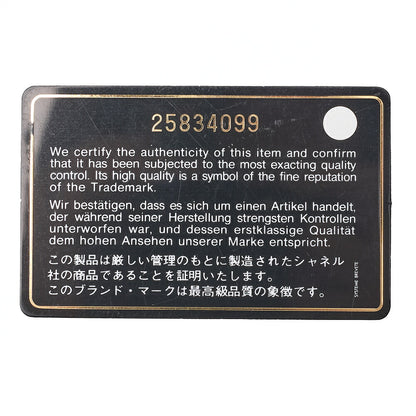 25834099
We certify the authenticity of this item and confirm
that it has been subjected to the most exacting quality
control. Its high quality is a symbol of the fine reputation
of the Trademark.
Wir bestätigen, dass es sich um einen Artikel handelt,
der während seiner Herstellung strengsten Kontrollen
unterworfen war, und dessen erstklassige Qualität
dem hohen Ansehen unserer Marke entspricht.
この製品は厳しい管理のもとに製造されたシャネル
社の商品であることを証明いたします。
このブランド・マークは最高級品質の象徴です。
SYSTEME BREVETE